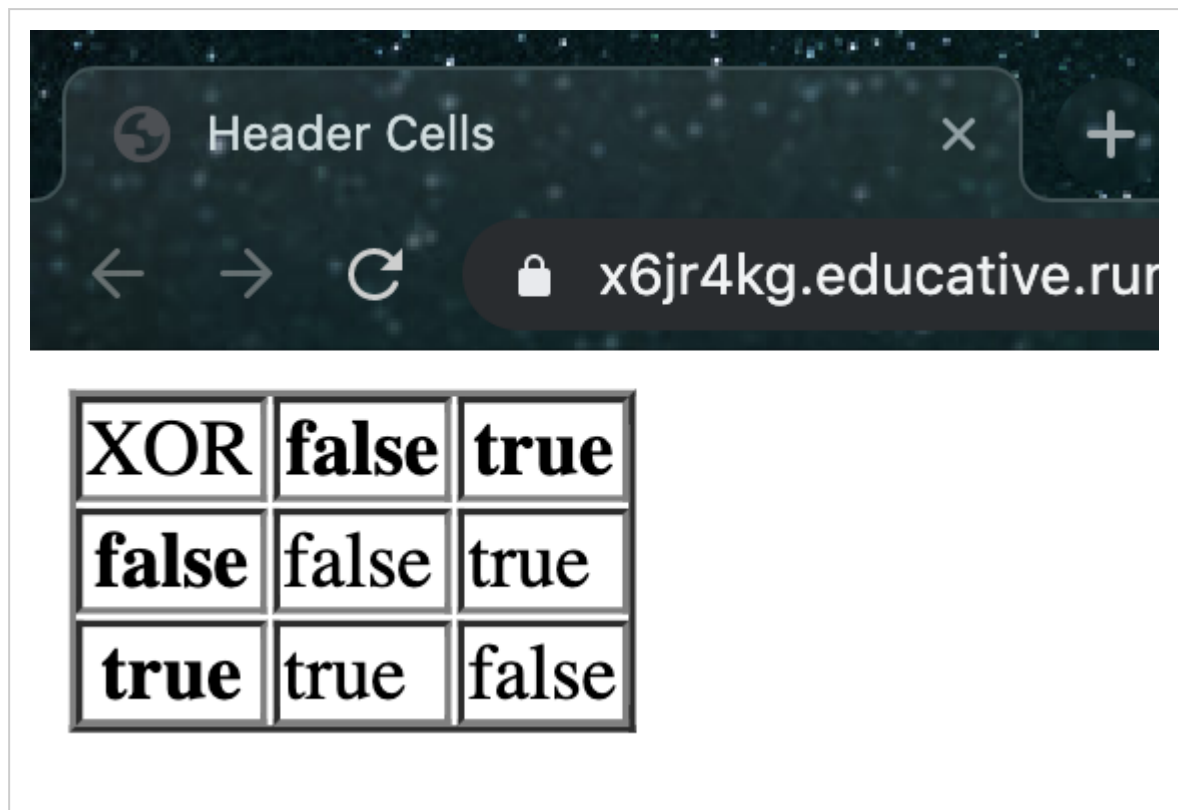 Header Cells
x6jr4kg.educative.run
XOR false true
false false true
true true false